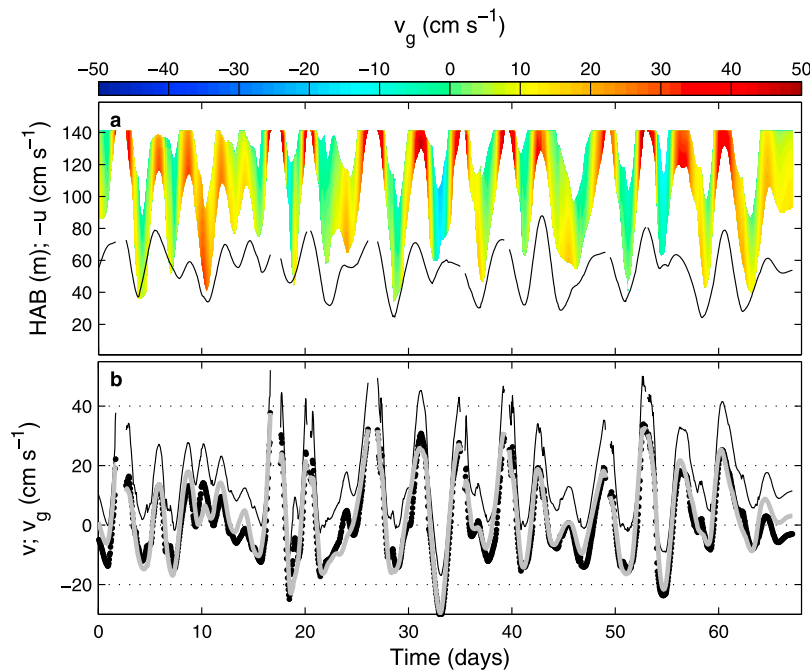 v_g (cm s⁻¹)
−50 −40 −30 −20 −10 0 10 20 30 40 50
a
HAB (m); −u (cm s⁻¹)
140
120
100
80
60
40
20
b
v; v_g (cm s⁻¹)
40
20
0
−20
0 10 20 30 40 50 60
Time (days)